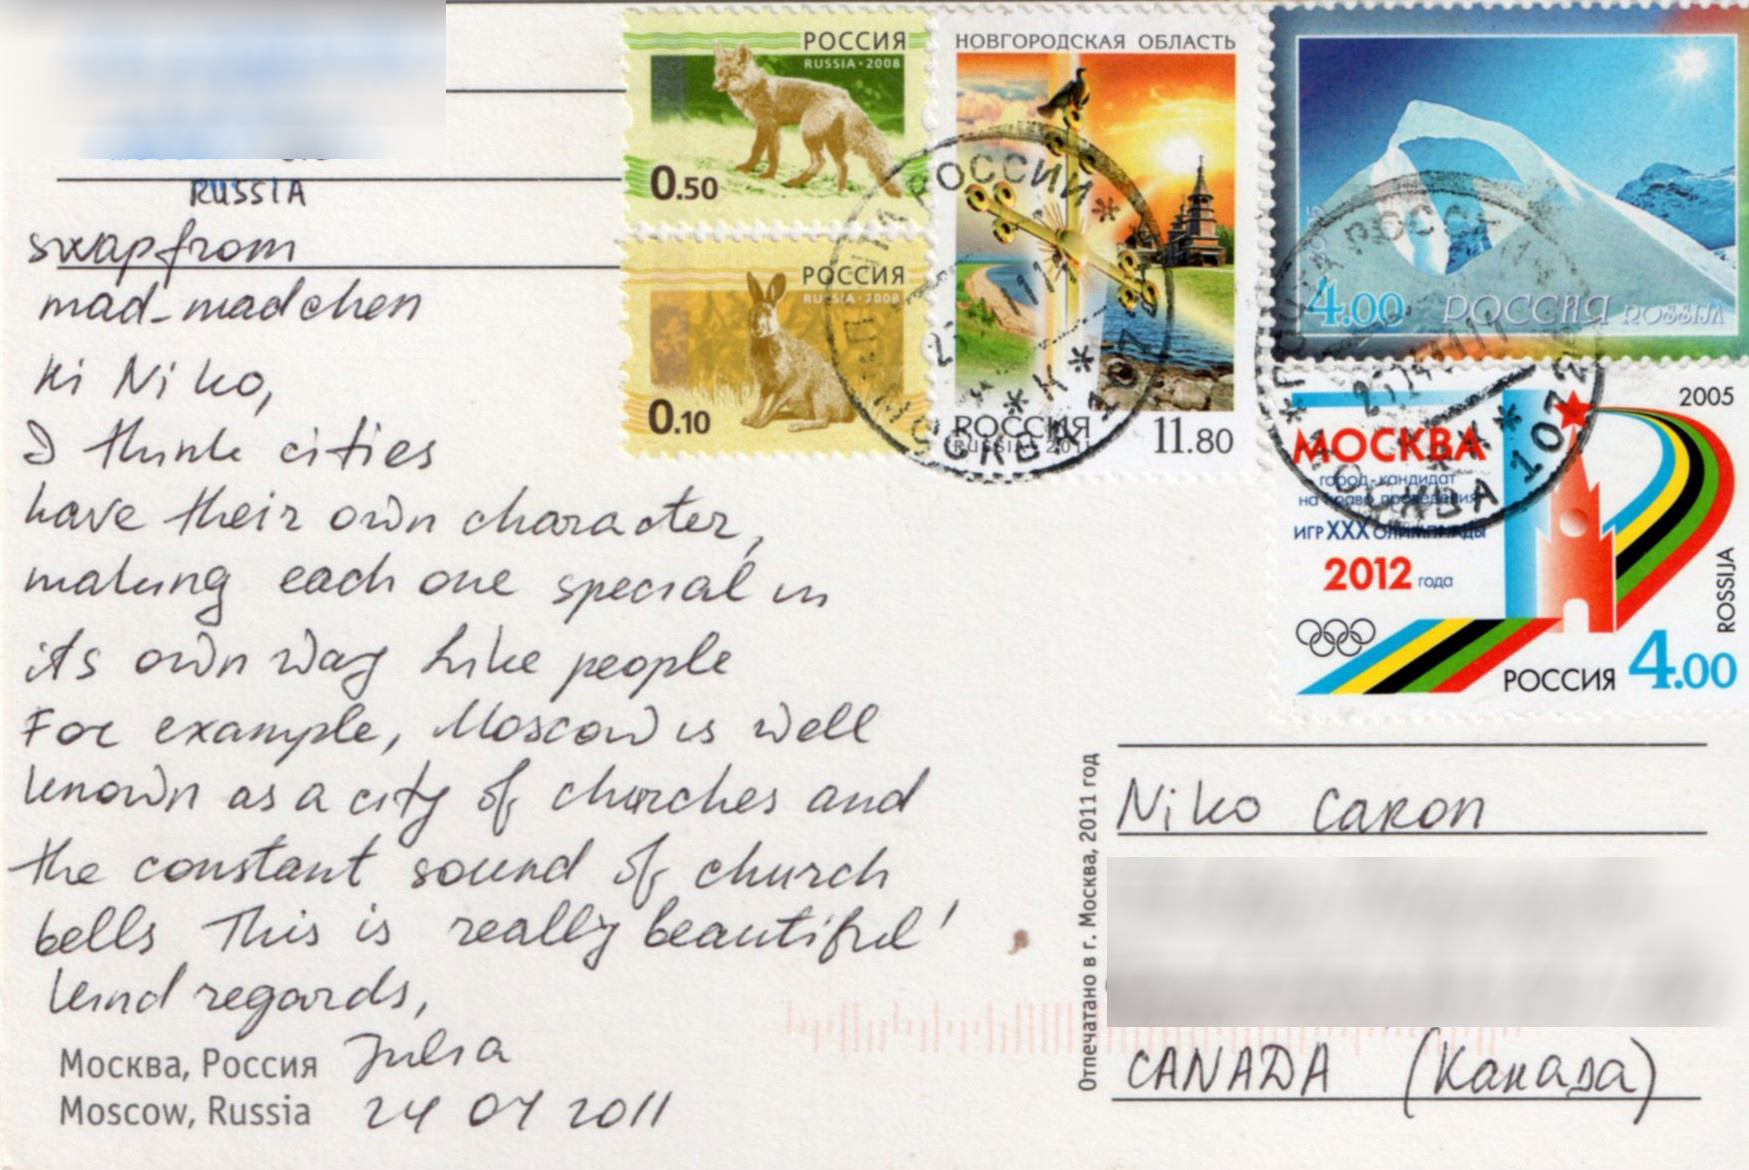 RUSSIA
swap from
mad_madchen
Hi Niko,
I think cities
have their own character,
making each one special in
its own way like people
For example, Moscow is well
known as a city of churches and
the constant sound of church
bells This is really beautiful!
kind regards,
Julia
24 04 2011
Москва, Россия
Moscow, Russia
РОССИЯ
RUSSIA • 2008
0.50
РОССИЯ
RUSSIA • 2008
0.10
НОВГОРОДСКАЯ ОБЛАСТЬ
РОССИЯ
11.80
ПОЧТА РОССИИ
МОСКВА 107
4.00 РОССИЯ ROSSIJA
РОССИИ
МОСКВА 107
2005
МОСКВА
город-кандидат
на право проведения
ИГР XXX ОЛИМПИАДЫ
2012 года
ROSSIJA
РОССИЯ 4.00
Отпечатано в г. Москва, 2011 год
Niko Caron
CANADA (Канада)